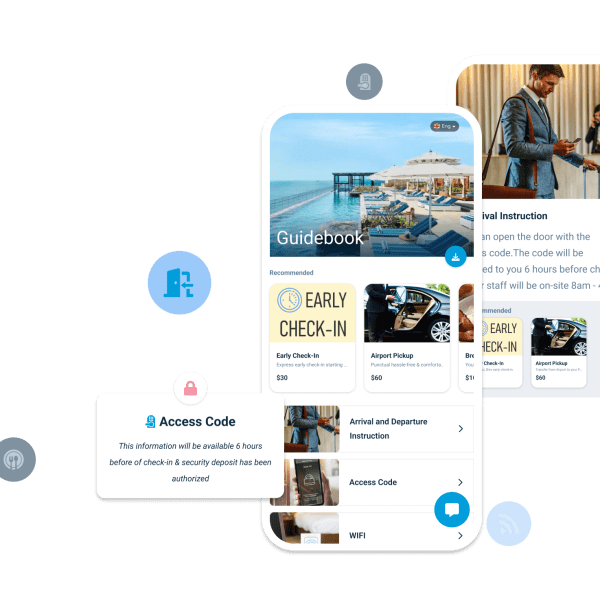 Eng
Guidebook
Recommended
EARLY
CHECK-IN
Early Check-In
Express early check-in starting ...
$30
Airport Pickup
Punctual hassle-free & comforta..
$60
Bre
You
$1
Arrival and Departure
Instruction
Access Code
WIFI
Access Code
This information will be available 6 hours
before of check-in & security deposit has been
authorized
ival Instruction
an open the door with the
s code.The code will be
ed to you 6 hours before ch
r staff will be on-site 8am -
mmended
EARLY
HECK-IN
Airport Pickup
$60